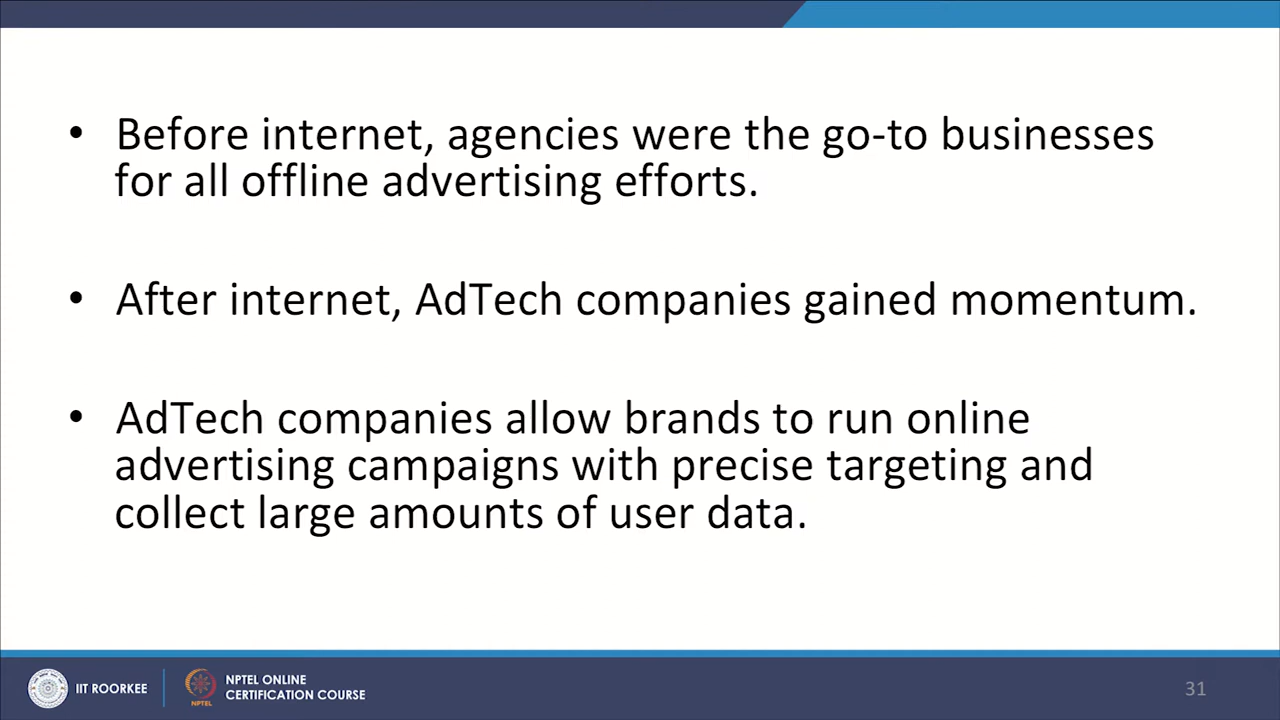 • Before internet, agencies were the go-to businesses
for all offline advertising efforts.
• After internet, AdTech companies gained momentum.
• AdTech companies allow brands to run online
advertising campaigns with precise targeting and
collect large amounts of user data.
IIT ROORKEE
NPTEL
NPTEL ONLINE
CERTIFICATION COURSE
31